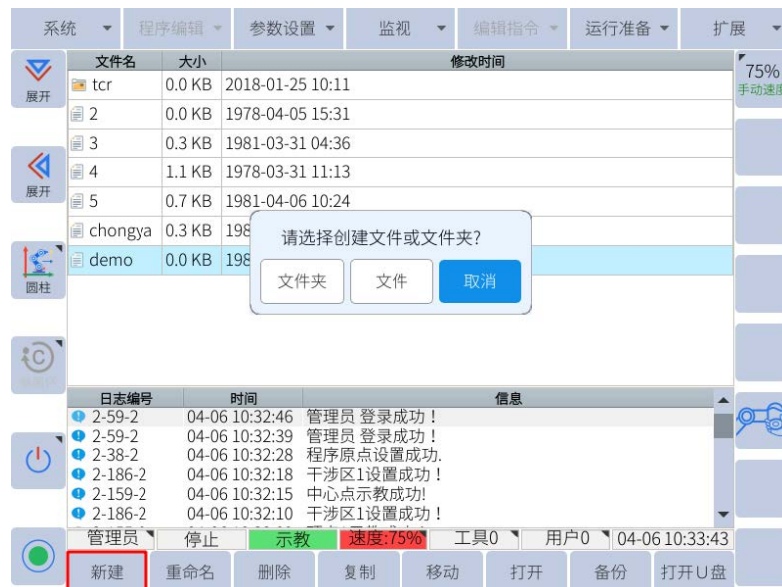 系统 程序编辑 参数设置 监视 编辑指令 运行准备 扩展
展开
展开
圆柱
文件名 大小 修改时间
tcr 0.0 KB 2018-01-25 10:11
2 0.0 KB 1978-04-05 15:31
3 0.3 KB 1981-03-31 04:36
4 1.1 KB 1978-03-31 11:13
5 0.7 KB 1981-04-06 10:24
chongya 0.3 KB 198
demo 0.0 KB 198
请选择创建文件或文件夹?
文件夹 文件 取消
75%
手动速度
日志编号 时间 信息
2-59-2 04-06 10:32:46 管理员 登录成功！
2-59-2 04-06 10:32:39 管理员 登录成功！
2-38-2 04-06 10:32:28 程序原点设置成功.
2-186-2 04-06 10:32:18 干涉区1设置成功！
2-159-2 04-06 10:32:15 中心点示教成功!
2-186-2 04-06 10:32:10 干涉区1设置成功！
管理员 停止 示教 速度:75% 工具0 用户0 04-06 10:33:43
新建 重命名 删除 复制 移动 打开 备份 打开U盘